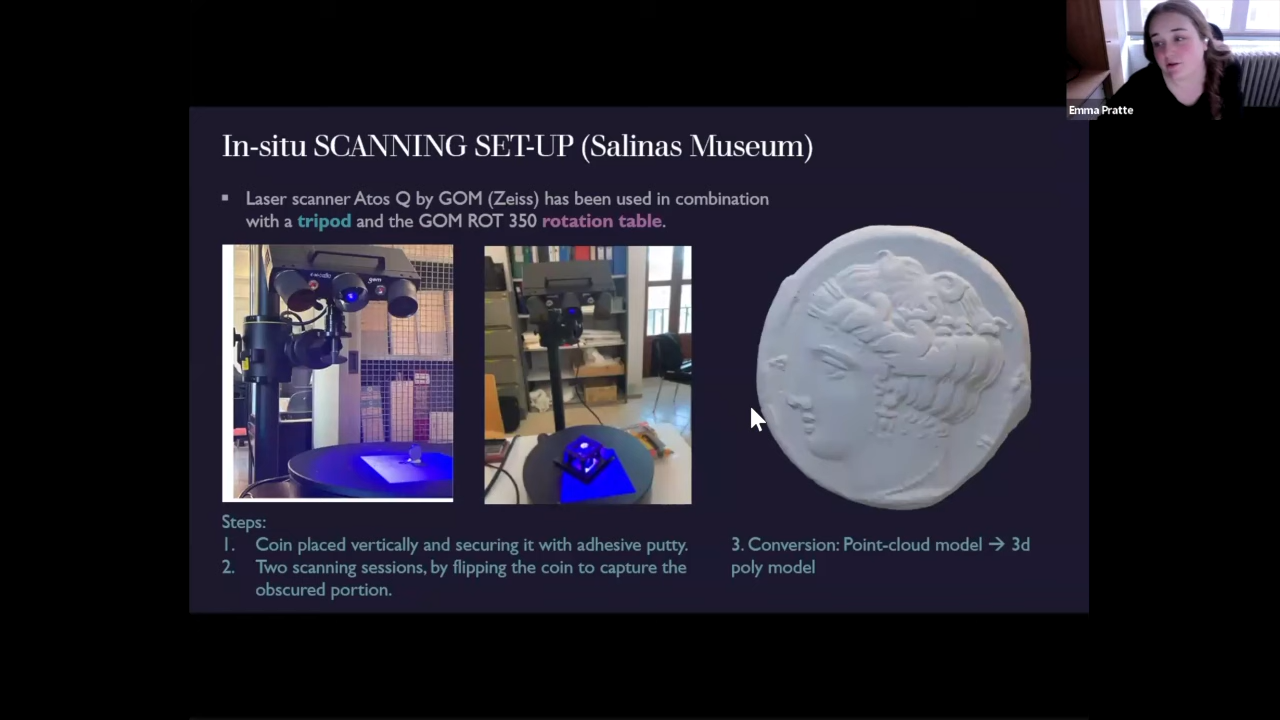 Emma Pratte
In-situ SCANNING SET-UP (Salinas Museum)
▪ Laser scanner Atos Q by GOM (Zeiss) has been used in combination
with a tripod and the GOM ROT 350 rotation table.
Steps:
1. Coin placed vertically and securing it with adhesive putty.
2. Two scanning sessions, by flipping the coin to capture the
obscured portion.
3. Conversion: Point-cloud model → 3d
poly model